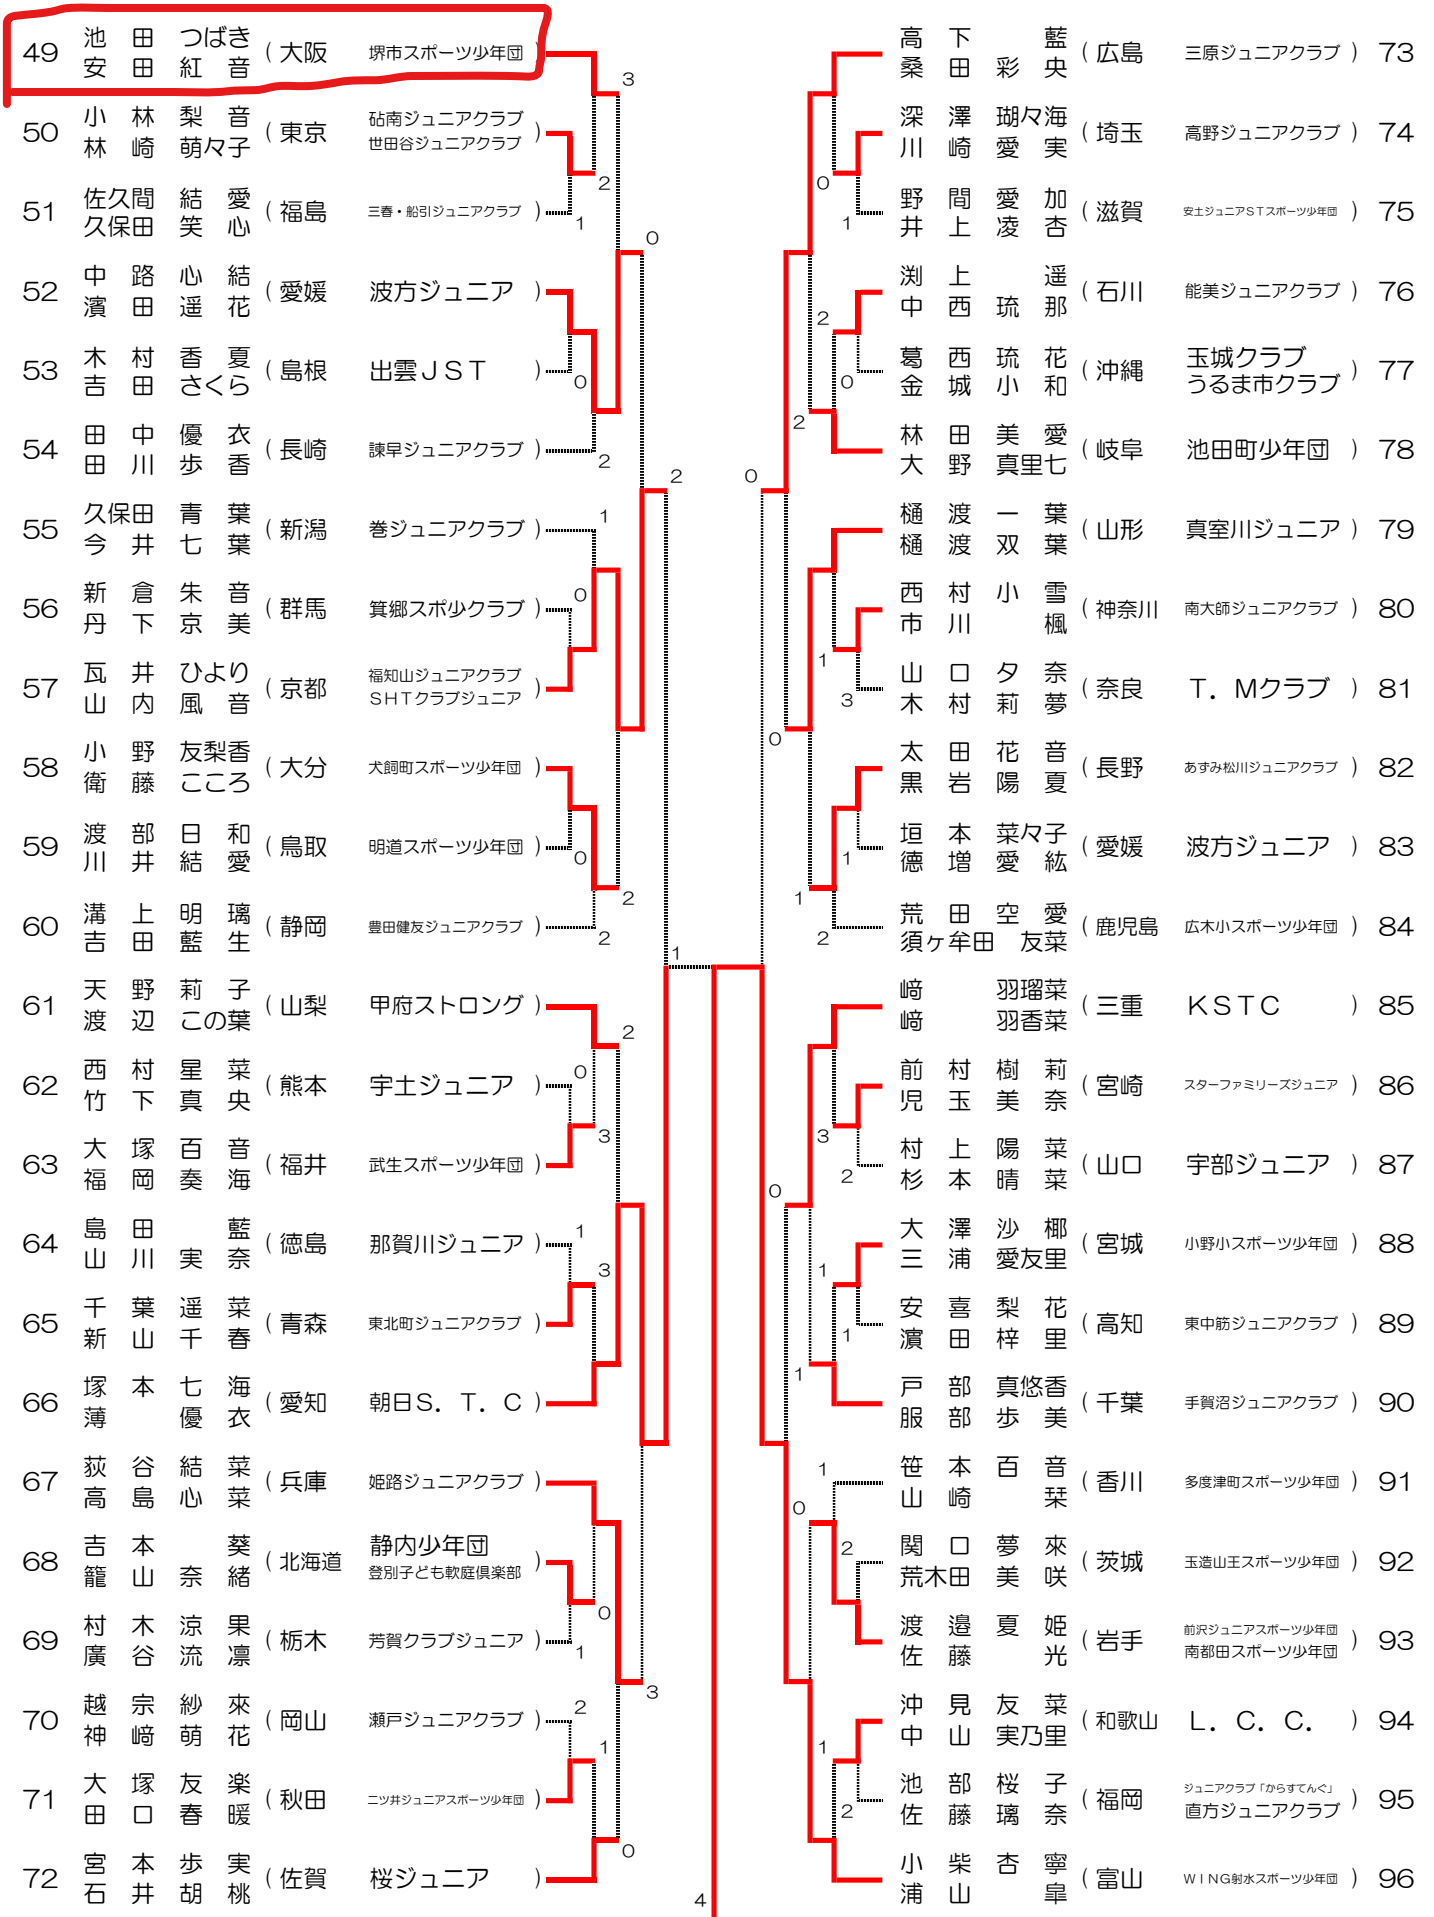 49 池田 つばき (大阪 堺市スポーツ少年団)
安田 紅音
3
50 小林 梨音 (東京 砧南ジュニアクラブ)
林崎 萌々子 世田谷ジュニアクラブ
2
51 佐久間 結愛 (福島 三春・船引ジュニアクラブ)
久保田 笑心
1
0
52 中路 心結 (愛媛 波方ジュニア)
濱田 遥花
53 木村 香夏 (島根 出雲JST)
吉田 さくら
0
54 田中 優衣 (長崎 諫早ジュニアクラブ)
田川 歩香
2
2
55 久保田 青葉 (新潟 巻ジュニアクラブ)
今井 七葉
1
56 新倉 朱音 (群馬 箕郷スポ少クラブ)
丹下 京美
0
57 瓦井 ひより (京都 福知山ジュニアクラブ)
山内 風音 SHTクラブジュニア
58 小野 友梨香 (大分 犬飼町スポーツ少年団)
衛藤 こころ
59 渡部 日和 (鳥取 明道スポーツ少年団)
川井 結愛
0
2
60 溝上 明璃 (静岡 豊田健友ジュニアクラブ)
吉田 藍生
2
1
61 天野 莉子 (山梨 甲府ストロング)
渡辺 この葉
2
62 西村 星菜 (熊本 宇土ジュニア)
竹下 真央
0
63 大塚 百音 (福井 武生スポーツ少年団)
福岡 奏海
3
64 島田 藍 (徳島 那賀川ジュニア)
山川 実奈
1
3
65 千葉 遥菜 (青森 東北町ジュニアクラブ)
新山 千春
66 塚本 七海 (愛知 朝日S.T.C)
薄 優衣
67 荻谷 結菜 (兵庫 姫路ジュニアクラブ)
高島 心菜
68 吉本 葵 (北海道 静内少年団)
籠山 奈緒 登別子ども軟庭倶楽部
0
69 村木 涼果 (栃木 芳賀クラブジュニア)
廣谷 流凛
1
3
70 越宗 紗來 (岡山 瀬戸ジュニアクラブ)
神﨑 萌花
2
1
71 大塚 友楽 (秋田 二ツ井ジュニアスポーツ少年団)
田口 春暖
0
72 宮本 歩実 (佐賀 桜ジュニア)
石井 胡桃
4
高下 藍 (広島 三原ジュニアクラブ) 73
桑田 彩央
深澤 瑚々海 (埼玉 高野ジュニアクラブ) 74
川崎 愛実
0
野間 愛加 (滋賀 安土ジュニアSTスポーツ少年団) 75
井上 凌杏
1
渕上 遥 (石川 能美ジュニアクラブ) 76
中西 琉那
2
葛西 琉花 (沖縄 玉城クラブ) 77
金城 小和 うるま市クラブ
0
2
林田 美愛 (岐阜 池田町少年団) 78
大野 真里七
0
樋渡 一葉 (山形 真室川ジュニア) 79
樋渡 双葉
西村 小雪 (神奈川 南大師ジュニアクラブ) 80
市川 楓
1
山口 夕奈 (奈良 T.Mクラブ) 81
木村 莉夢
3
0
太田 花音 (長野 あずみ松川ジュニアクラブ) 82
黒岩 陽夏
垣本 菜々子 (愛媛 波方ジュニア) 83
德増 愛紘
1
1
荒田 空愛 (鹿児島 広木小スポーツ少年団) 84
須ヶ牟田 友菜
2
﨑 羽瑠菜 (三重 KSTC) 85
﨑 羽香菜
前村 樹莉 (宮崎 スターファミリーズジュニア) 86
児玉 美奈
3
村上 陽菜 (山口 宇部ジュニア) 87
杉本 晴菜
2
0
大澤 沙椰 (宮城 小野小スポーツ少年団) 88
三浦 愛友里
1
安喜 梨花 (高知 東中筋ジュニアクラブ) 89
濵田 梓里
1
1
戸部 真悠香 (千葉 手賀沼ジュニアクラブ) 90
服部 歩美
笹本 百音 (香川 多度津町スポーツ少年団) 91
山崎 栞
1
0
関口 夢來 (茨城 玉造山王スポーツ少年団) 92
荒木田 美咲
2
渡邉 夏姫 (岩手 前沢ジュニアスポーツ少年団) 93
佐藤 光 南都田スポーツ少年団
沖見 友菜 (和歌山 L.C.C.) 94
中山 実乃里
1
池部 桜子 (福岡 ジュニアクラブ「からすてんぐ」) 95
佐藤 璃奈 直方ジュニアクラブ
2
小柴 杏寧 (富山 WING射水スポーツ少年団) 96
浦山 皐